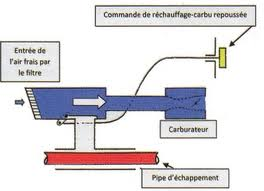 Commande de réchauffage-carbu repoussée
Entrée de
l'air frais par
le filtre
Carburateur
Pipe d'échappement